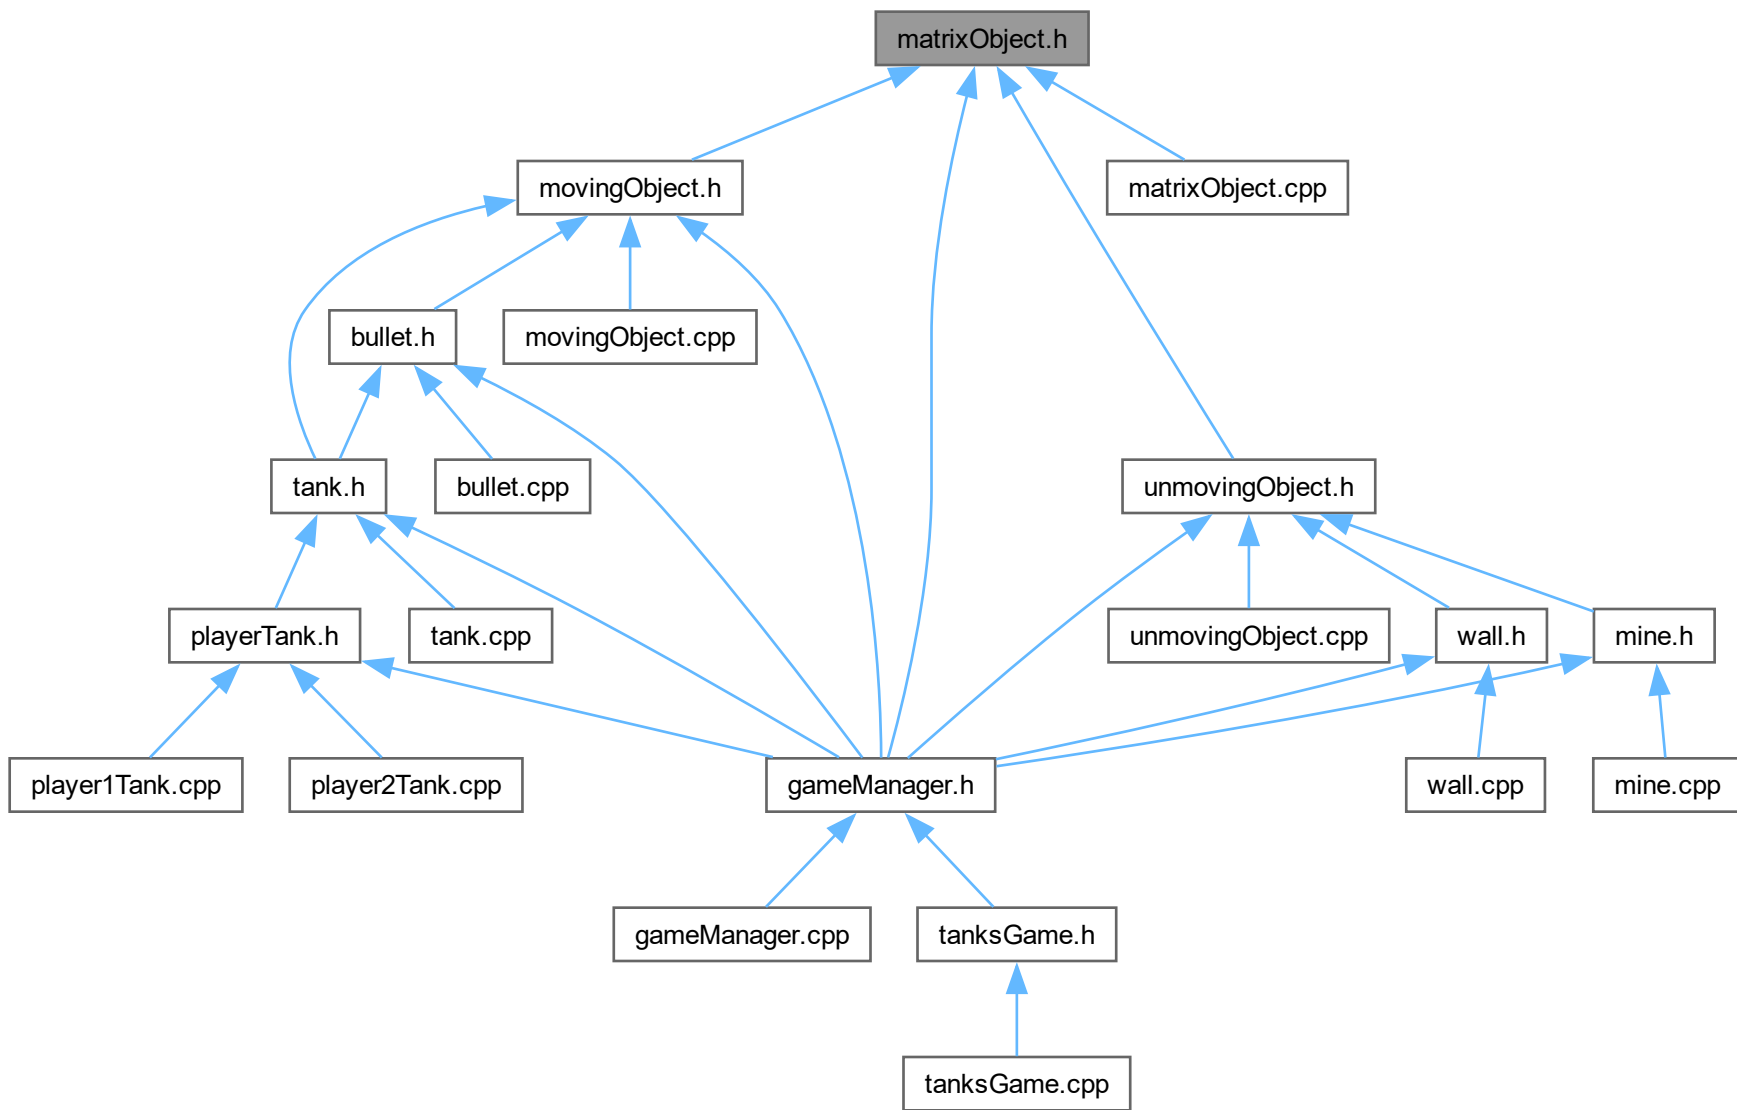 matrixObject.h
movingObject.h
matrixObject.cpp
bullet.h
movingObject.cpp
tank.h
bullet.cpp
unmovingObject.h
playerTank.h
tank.cpp
unmovingObject.cpp
wall.h
mine.h
player1Tank.cpp
player2Tank.cpp
gameManager.h
wall.cpp
mine.cpp
gameManager.cpp
tanksGame.h
tanksGame.cpp